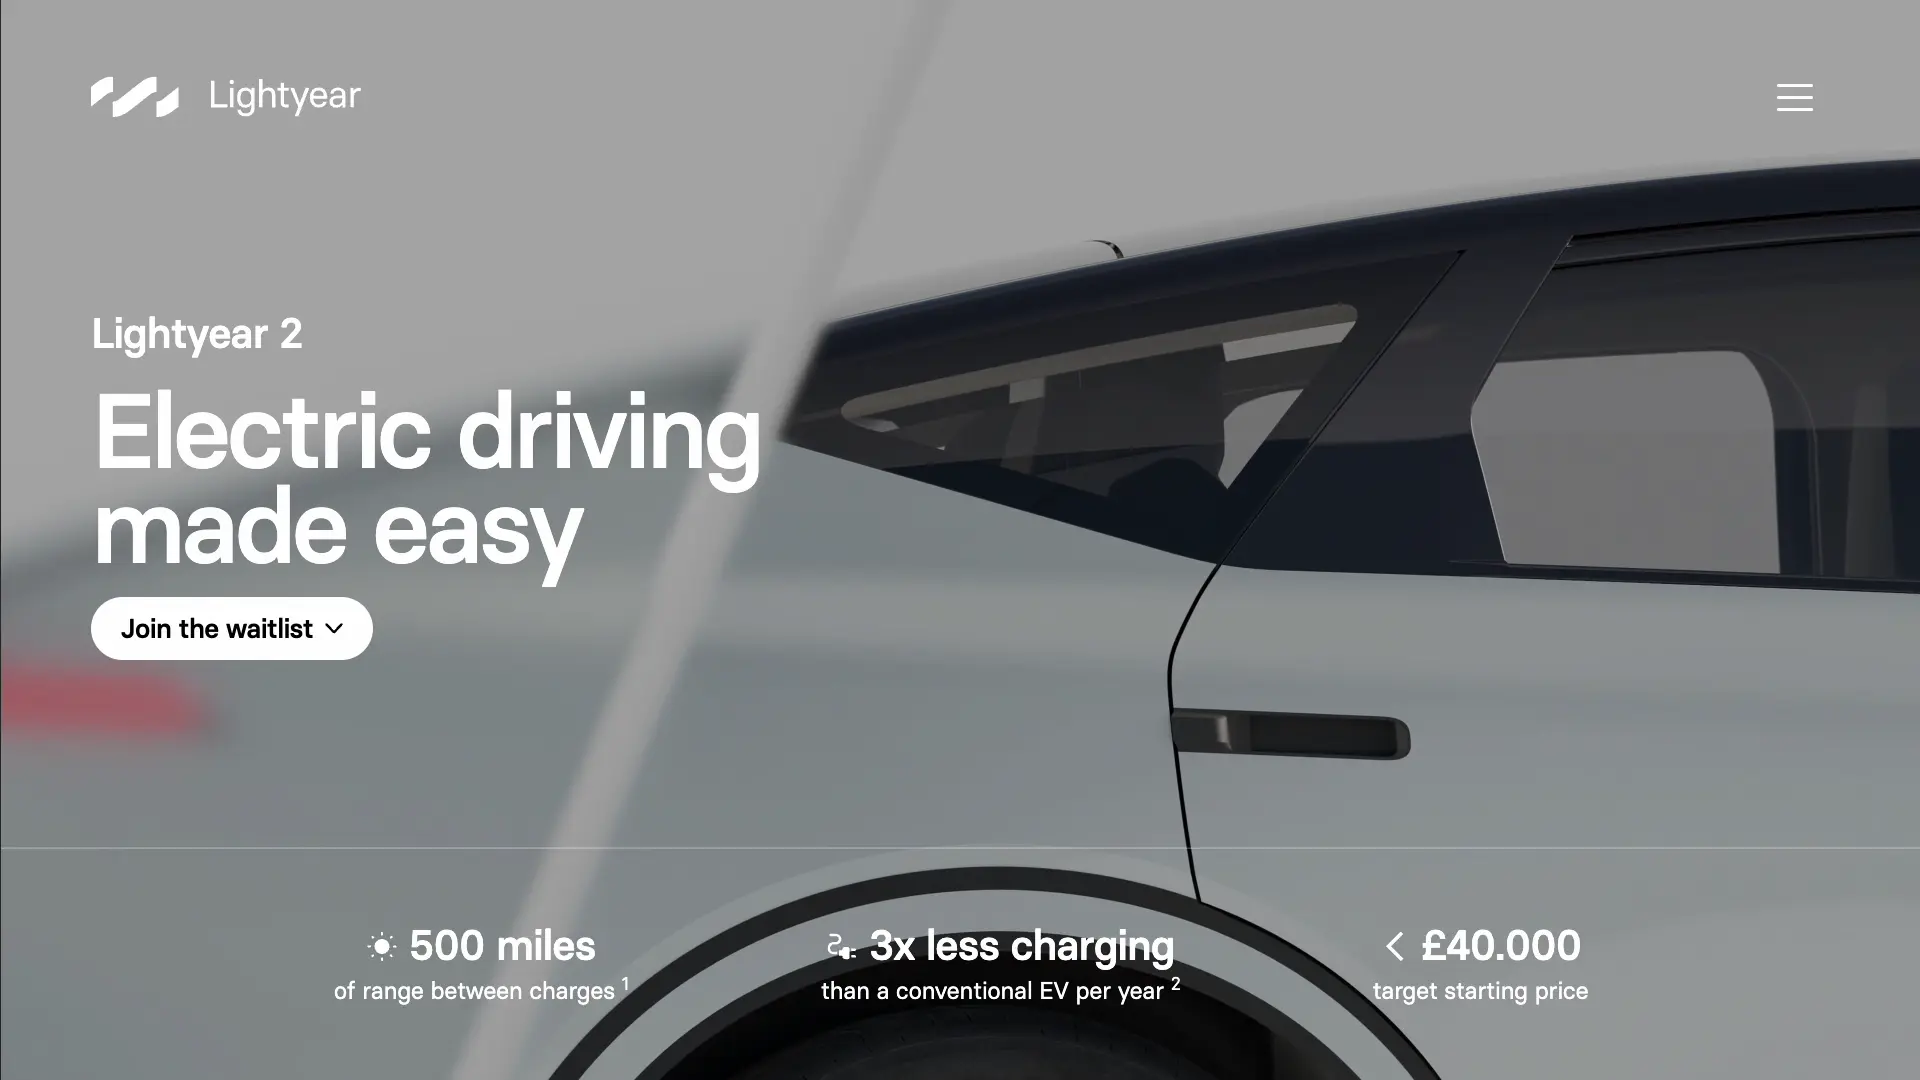 Lightyear
Lightyear 2
Electric driving
made easy
Join the waitlist
500 miles
of range between charges 1
3x less charging
than a conventional EV per year 2
< £40.000
target starting price